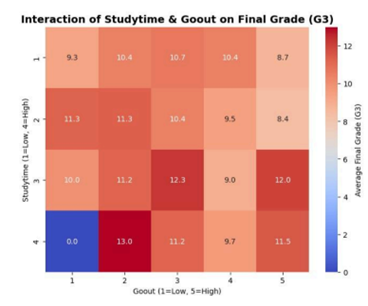 Interaction of Studytime & Goout on Final Grade (G3)
1 9.3 10.4 10.7 10.4 8.7
2 11.3 11.3 10.4 9.5 8.4
3 10.0 11.2 12.3 9.0 12.0
4 0.0 13.0 11.2 9.7 11.5
1 2 3 4 5
Goout (1=Low, 5=High)
Studytime (1=Low, 4=High)
12
10
8
6
4
2
0
Average Final Grade (G3)